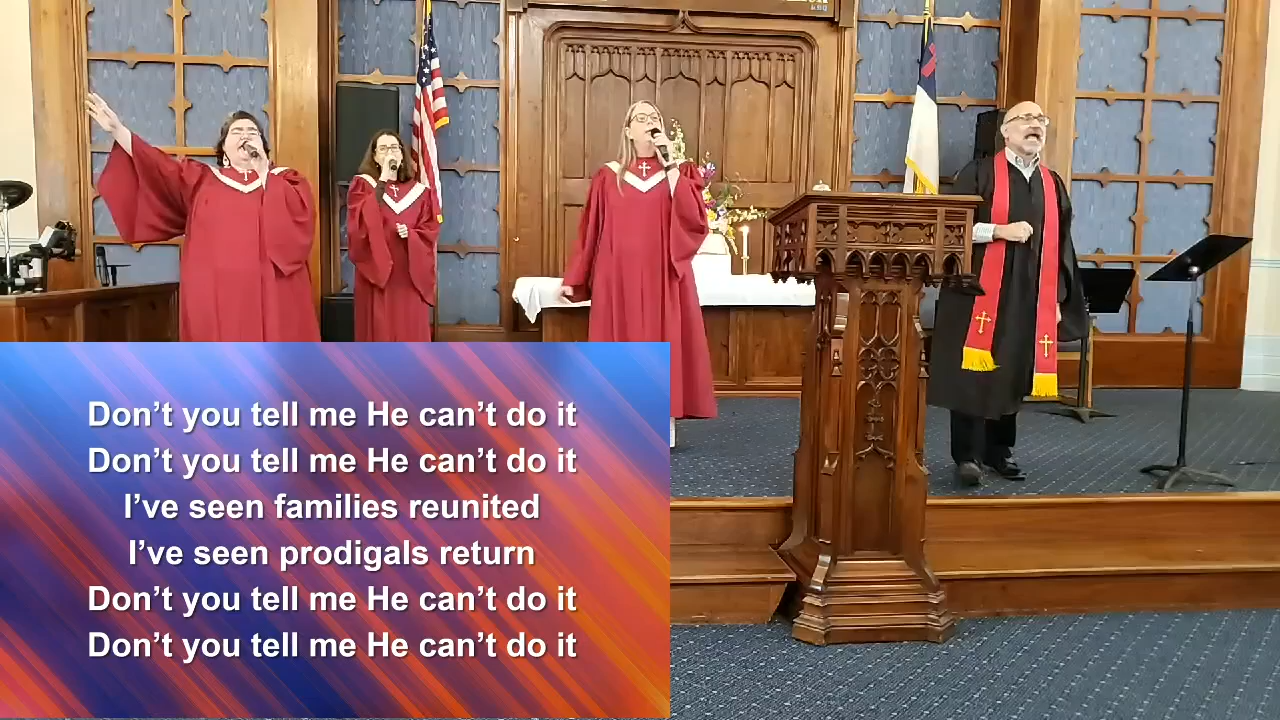 Don’t you tell me He can’t do it
Don’t you tell me He can’t do it
I’ve seen families reunited
I’ve seen prodigals return
Don’t you tell me He can’t do it
Don’t you tell me He can’t do it